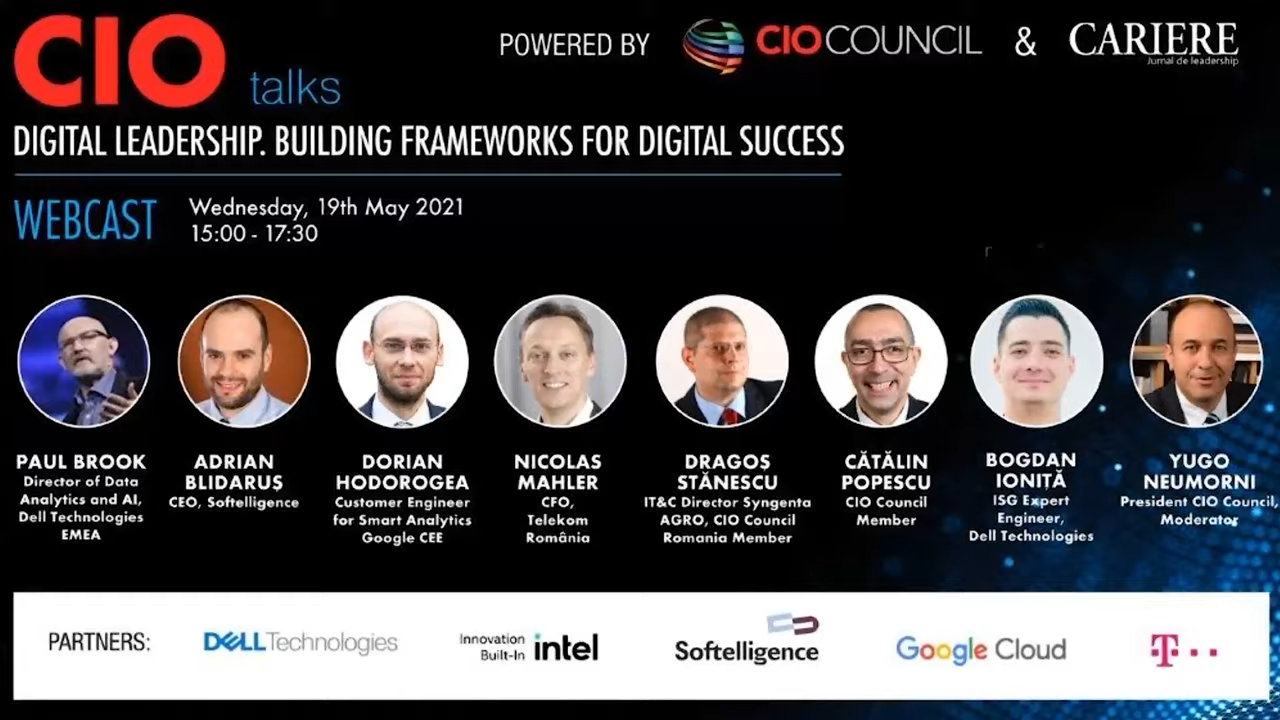 CIO talks
POWERED BY CIO COUNCIL & CARIERE
Jurnal de leadership
DIGITAL LEADERSHIP. BUILDING FRAMEWORKS FOR DIGITAL SUCCESS
WEBCAST
Wednesday, 19th May 2021
15:00 - 17:30
PAUL BROOK
Director of Data
Analytics and AI,
Dell Technologies
EMEA
ADRIAN
BLIDARUȘ
CEO, Softelligence
DORIAN
HODOROGEA
Customer Engineer
for Smart Analytics
Google CEE
NICOLAS
MAHLER
CFO,
Telekom
România
DRAGOȘ
STĂNESCU
IT&C Director Syngenta
AGRO, CIO Council
Romania Member
CĂTĂLIN
POPESCU
CIO Council
Member
BOGDAN
IONIȚĂ
ISG Expert
Engineer,
Dell Technologies
YUGO
NEUMORNI
President CIO Council,
Moderator
PARTNERS:
DELL Technologies
Innovation
Built-In
intel
Softelligence
Google Cloud
T